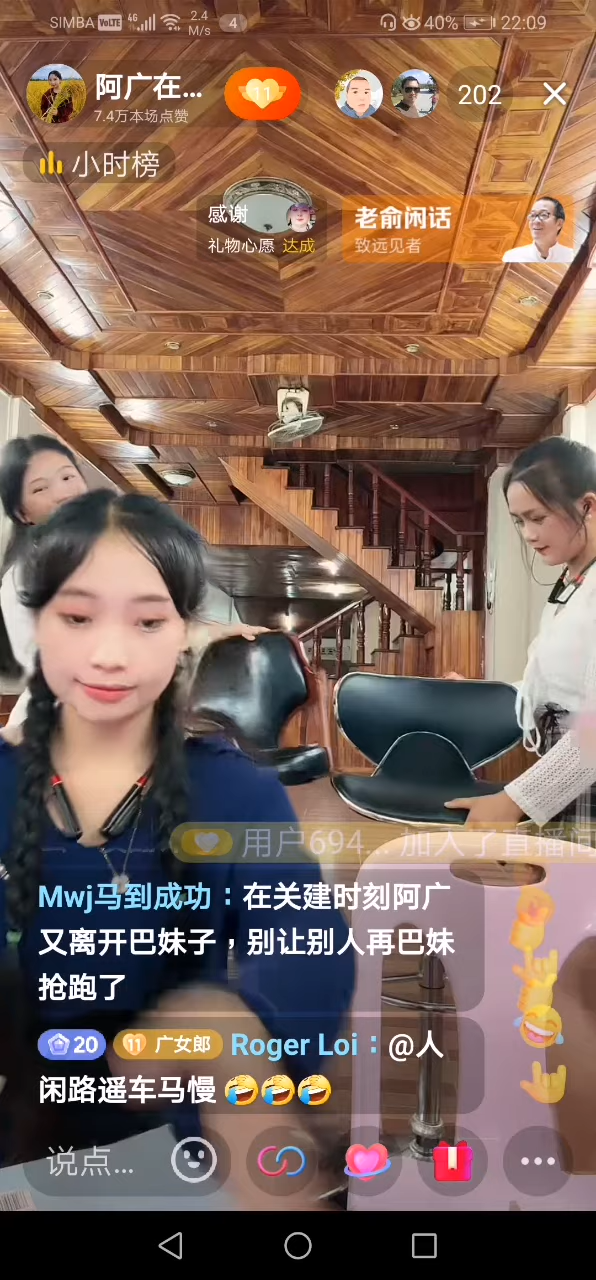 SIMBA VoLTE 4G 2.4 M/s 4 40% 22:09
阿广在...
7.4万本场点赞
11
202
小时榜
感谢
礼物心愿 达成
老俞闲话
致远见者
用户694... 加入了直播间
Mwj马到成功：在关建时刻阿广
又离开巴妹子，别让别人再巴妹
抢跑了
20 11 广女郎 Roger Loi：@人
闲路遥车马慢 🤣🤣🤣
说点...